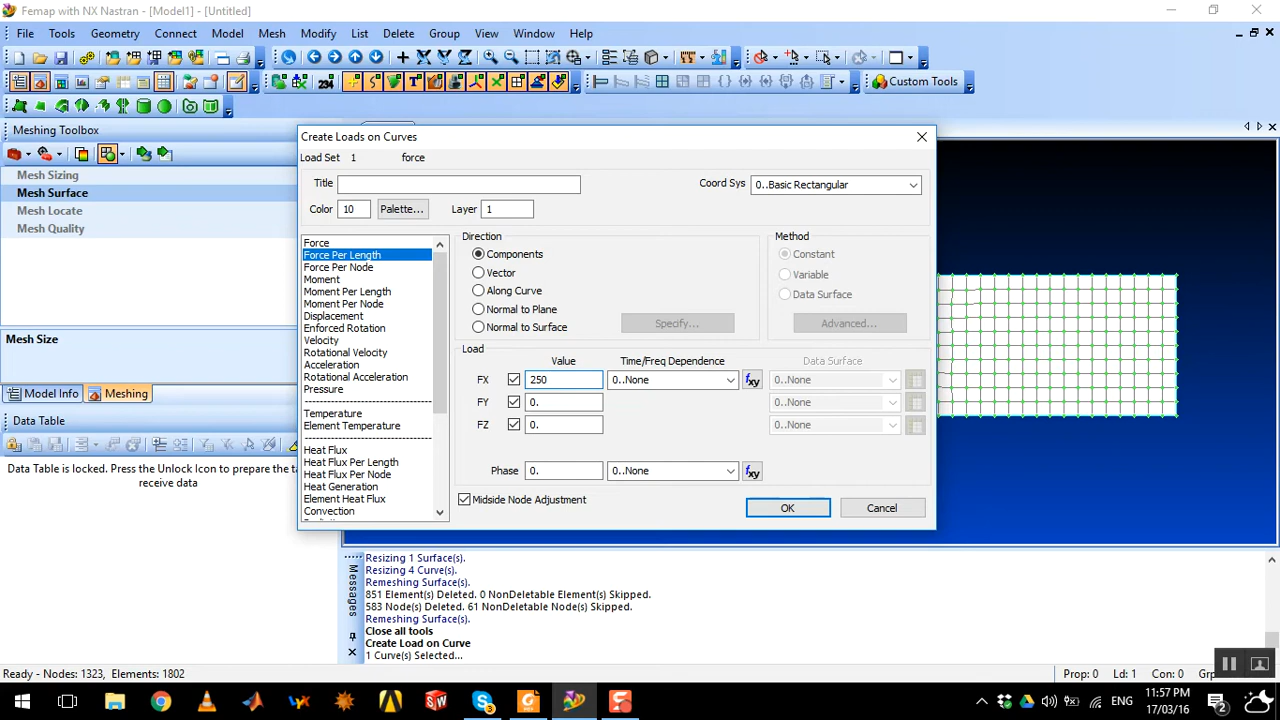 Femap with NX Nastran - [Model1] - [Untitled]
File Tools Geometry Connect Model Mesh Modify List Delete Group View Window Help
234
Custom Tools
Meshing Toolbox
Mesh Sizing
Mesh Surface
Mesh Locate
Mesh Quality
Mesh Size
Model Info Meshing
Data Table
Data Table is locked. Press the Unlock Icon to prepare the ta
receive data
Create Loads on Curves
Load Set 1 force
Title
Coord Sys 0..Basic Rectangular
Color 10 Palette... Layer 1
Force
Force Per Length
Force Per Node
Moment
Moment Per Length
Moment Per Node
Displacement
Enforced Rotation
Velocity
Rotational Velocity
Acceleration
Rotational Acceleration
Pressure
Temperature
Element Temperature
Heat Flux
Heat Flux Per Length
Heat Flux Per Node
Heat Generation
Element Heat Flux
Convection
Direction
Components
Vector
Along Curve
Normal to Plane
Normal to Surface
Specify...
Method
Constant
Variable
Data Surface
Advanced...
Load
Value Time/Freq Dependence Data Surface
FX 250 0..None fxy 0..None
FY 0. 0..None
FZ 0. 0..None
Phase 0. 0..None fxy
Midside Node Adjustment
OK Cancel
Messages
Resizing 1 Surface(s).
Resizing 4 Curve(s).
Remeshing Surface(s).
851 Element(s) Deleted. 0 NonDeletable Element(s) Skipped.
583 Node(s) Deleted. 61 NonDeletable Node(s) Skipped.
Remeshing Surface(s).
Close all tools
Create Load on Curve
1 Curve(s) Selected...
Ready - Nodes: 1323, Elements: 1802
Prop: 0 Ld: 1 Con: 0 Grp
ENG
11:57 PM
17/03/16
2
3